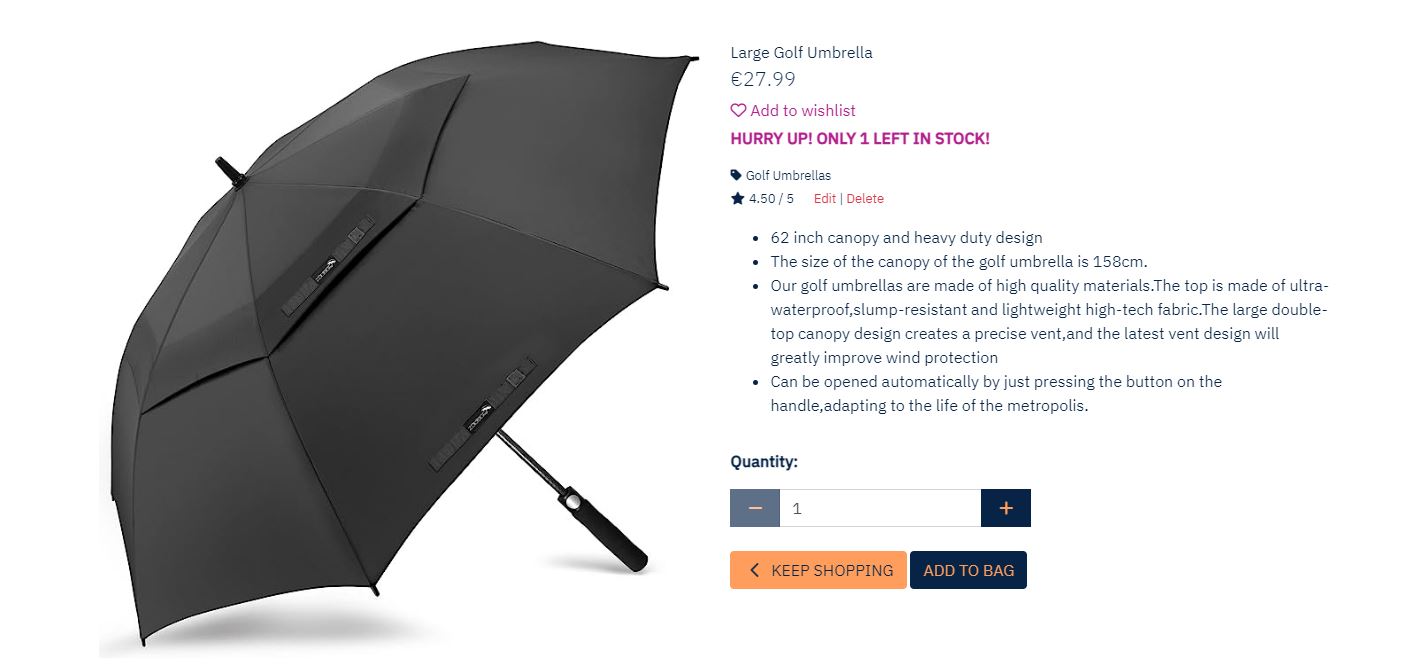 Large Golf Umbrella
€27.99
Add to wishlist
HURRY UP! ONLY 1 LEFT IN STOCK!
Golf Umbrellas
4.50 / 5 Edit | Delete
62 inch canopy and heavy duty design
The size of the canopy of the golf umbrella is 158cm.
Our golf umbrellas are made of high quality materials.The top is made of ultra-
waterproof,slump-resistant and lightweight high-tech fabric.The large double-
top canopy design creates a precise vent,and the latest vent design will
greatly improve wind protection
Can be opened automatically by just pressing the button on the
handle,adapting to the life of the metropolis.
Quantity:
1
KEEP SHOPPING ADD TO BAG